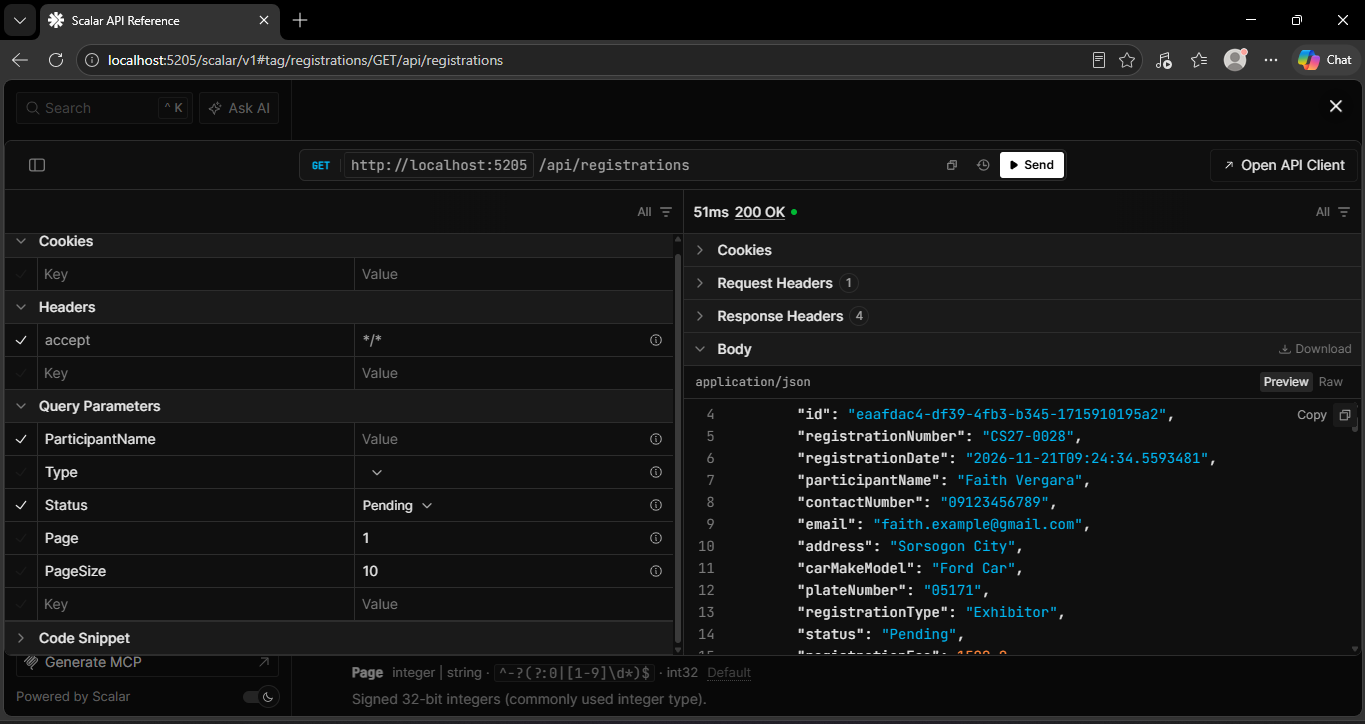 Scalar API Reference
localhost:5205/scalar/v1#tag/registrations/GET/api/registrations
Chat
Search ^ K Ask AI
GET http://localhost:5205 /api/registrations Send Open API Client
All 51ms 200 OK All
Cookies
Key Value
Headers
accept */*
Key Value
Query Parameters
ParticipantName Value
Type
Status Pending
Page 1
PageSize 10
Key Value
Code Snippet
Cookies
Request Headers 1
Response Headers 4
Body Download
application/json Preview Raw
Copy
4 "id": "eaafdac4-df39-4fb3-b345-1715910195a2",
5 "registrationNumber": "CS27-0028",
6 "registrationDate": "2026-11-21T09:24:34.5593481",
7 "participantName": "Faith Vergara",
8 "contactNumber": "09123456789",
9 "email": "faith.example@gmail.com",
10 "address": "Sorsogon City",
11 "carMakeModel": "Ford Car",
12 "plateNumber": "05171",
13 "registrationType": "Exhibitor",
14 "status": "Pending",
Generate MCP
Powered by Scalar
Page integer | string · ^-?(?:0|[1-9]\d*)$ · int32 Default
Signed 32-bit integers (commonly used integer type).